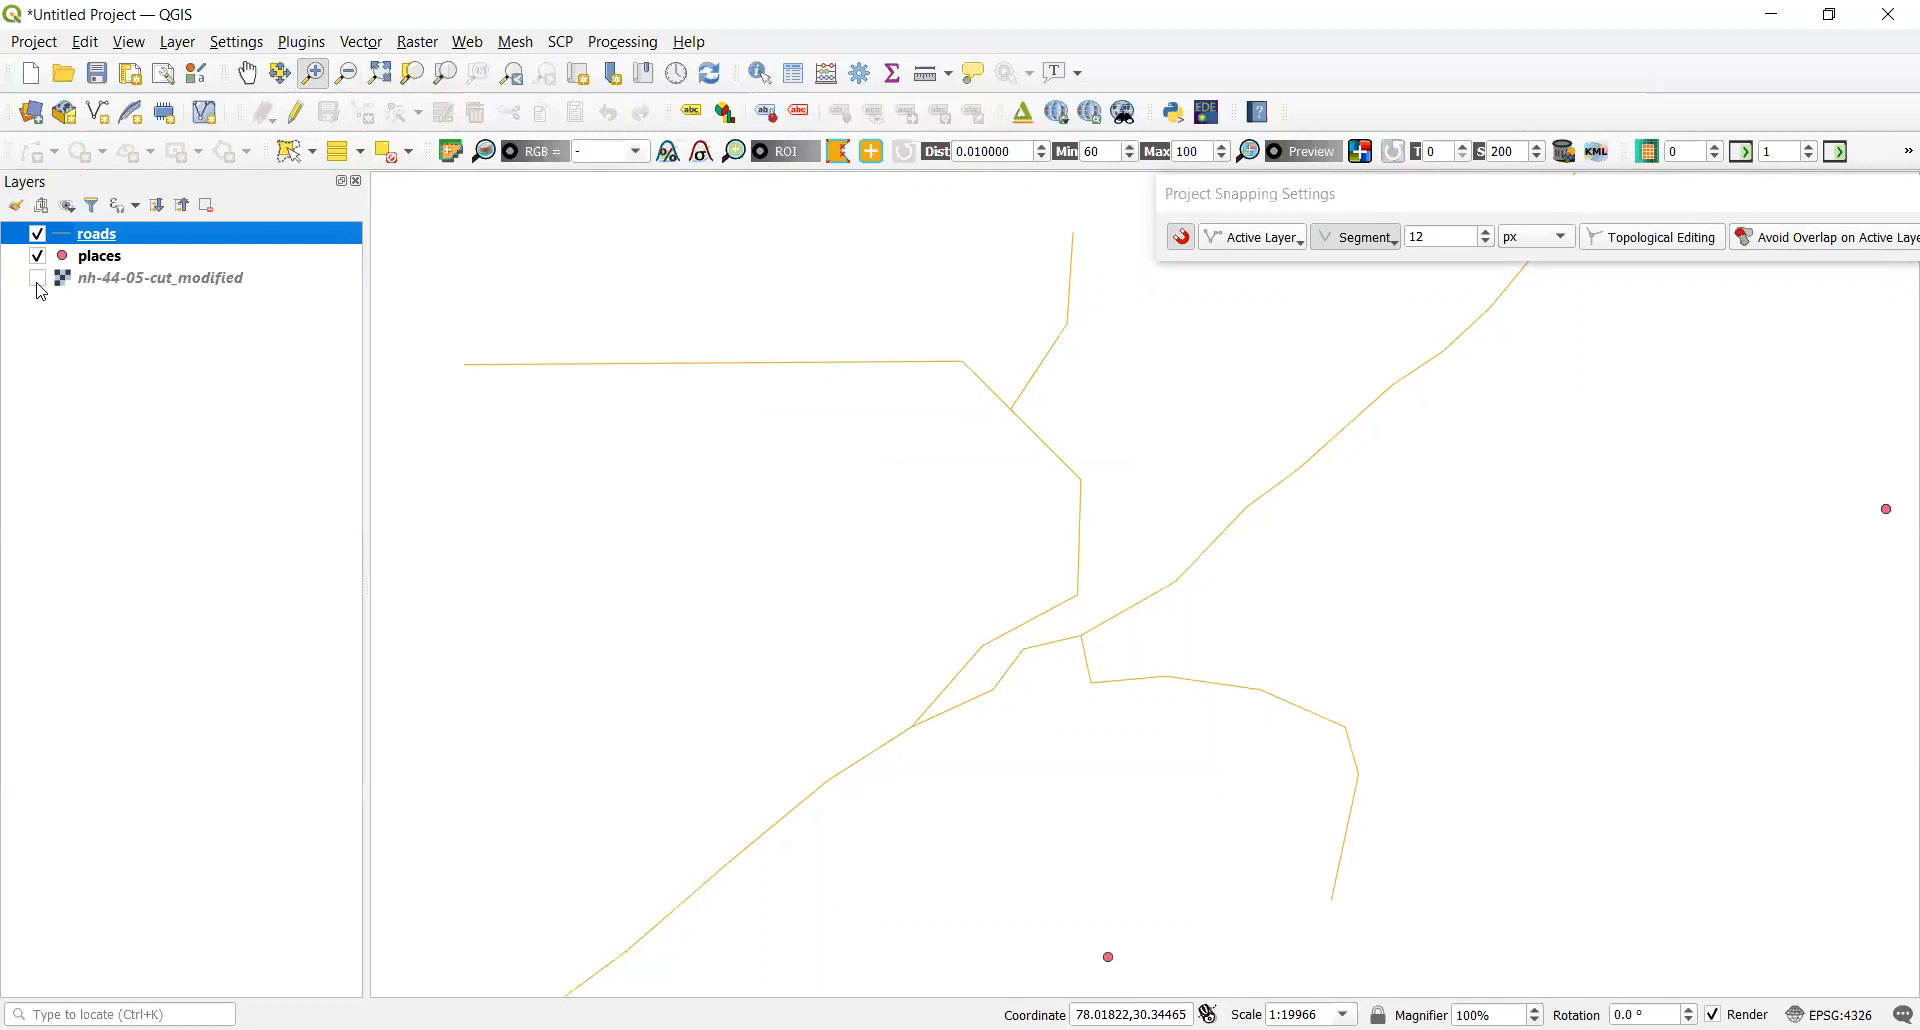 *Untitled Project — QGIS
Project Edit View Layer Settings Plugins Vector Raster Web Mesh SCP Processing Help
RGB = - ROI Dist 0.010000 Min 60 Max 100 Preview T 0 S 200 KML 0 1 »
Layers
Project Snapping Settings
roads
places
nh-44-05-cut_modified
Active Layer Segment 12 px Topological Editing Avoid Overlap on Active Laye
Type to locate (Ctrl+K) Coordinate 78.01822,30.34465 Scale 1:19966 Magnifier 100% Rotation 0.0 ° Render EPSG:4326